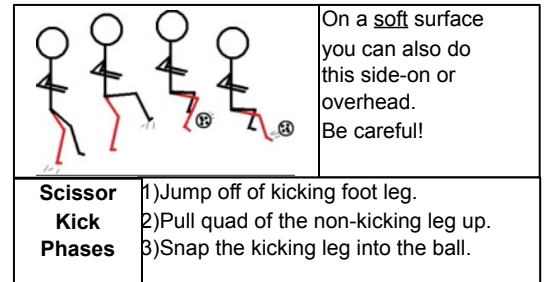 On a soft surface
you can also do
this side-on or
overhead.
Be careful!
Scissor
Kick
Phases
1)Jump off of kicking foot leg.
2)Pull quad of the non-kicking leg up.
3)Snap the kicking leg into the ball.